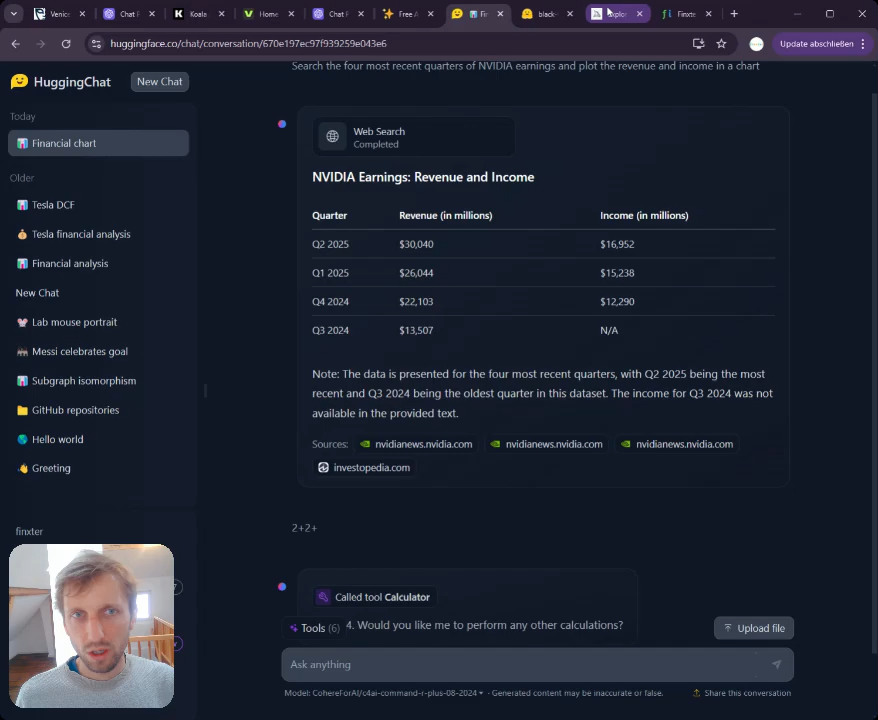 Venice
Chat F
Koala
Home
Chat F
Free A
Fin
black-
Explor
Finxte
huggingface.co/chat/conversation/670e197ec97f939259e043e6
Update abschließen
HuggingChat
New Chat
Search the four most recent quarters of NVIDIA earnings and plot the revenue and income in a chart
Today
Financial chart
Older
Tesla DCF
Tesla financial analysis
Financial analysis
New Chat
Lab mouse portrait
Messi celebrates goal
Subgraph isomorphism
GitHub repositories
Hello world
Greeting
finxter
Web Search
Completed
NVIDIA Earnings: Revenue and Income
Quarter Revenue (in millions) Income (in millions)
Q2 2025 $30,040 $16,952
Q1 2025 $26,044 $15,238
Q4 2024 $22,103 $12,290
Q3 2024 $13,507 N/A
Note: The data is presented for the four most recent quarters, with Q2 2025 being the most
recent and Q3 2024 being the oldest quarter in this dataset. The income for Q3 2024 was not
available in the provided text.
Sources: nvidianews.nvidia.com nvidianews.nvidia.com nvidianews.nvidia.com
investopedia.com
2+2+
Called tool Calculator
Tools (6) 4. Would you like me to perform any other calculations?
Upload file
Ask anything
Model: CohereForAI/c4ai-command-r-plus-08-2024 · Generated content may be inaccurate or false.
Share this conversation